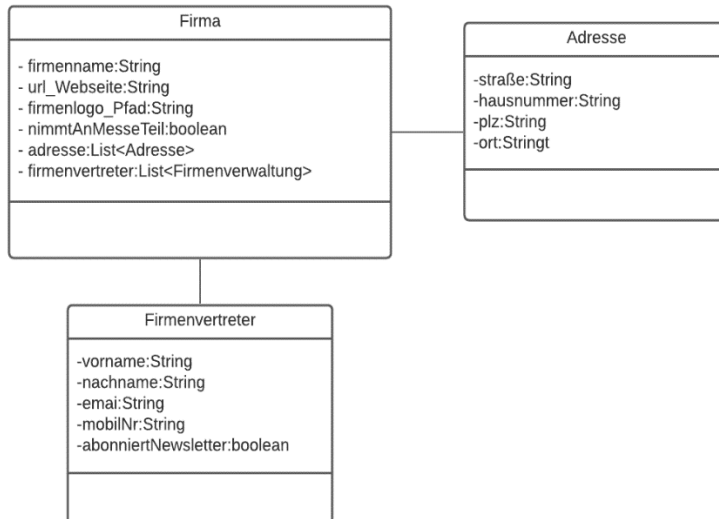 Firma
- firmenname:String
- url_Webseite:String
- firmenlogo_Pfad:String
- nimmtAnMesseTeil:boolean
- adresse:List<Adresse>
- firmenvertreter:List<Firmenverwaltung>
Adresse
-straße:String
-hausnummer:String
-plz:String
-ort:Stringt
Firmenvertreter
-vorname:String
-nachname:String
-emai:String
-mobilNr:String
-abonniertNewsletter:boolean